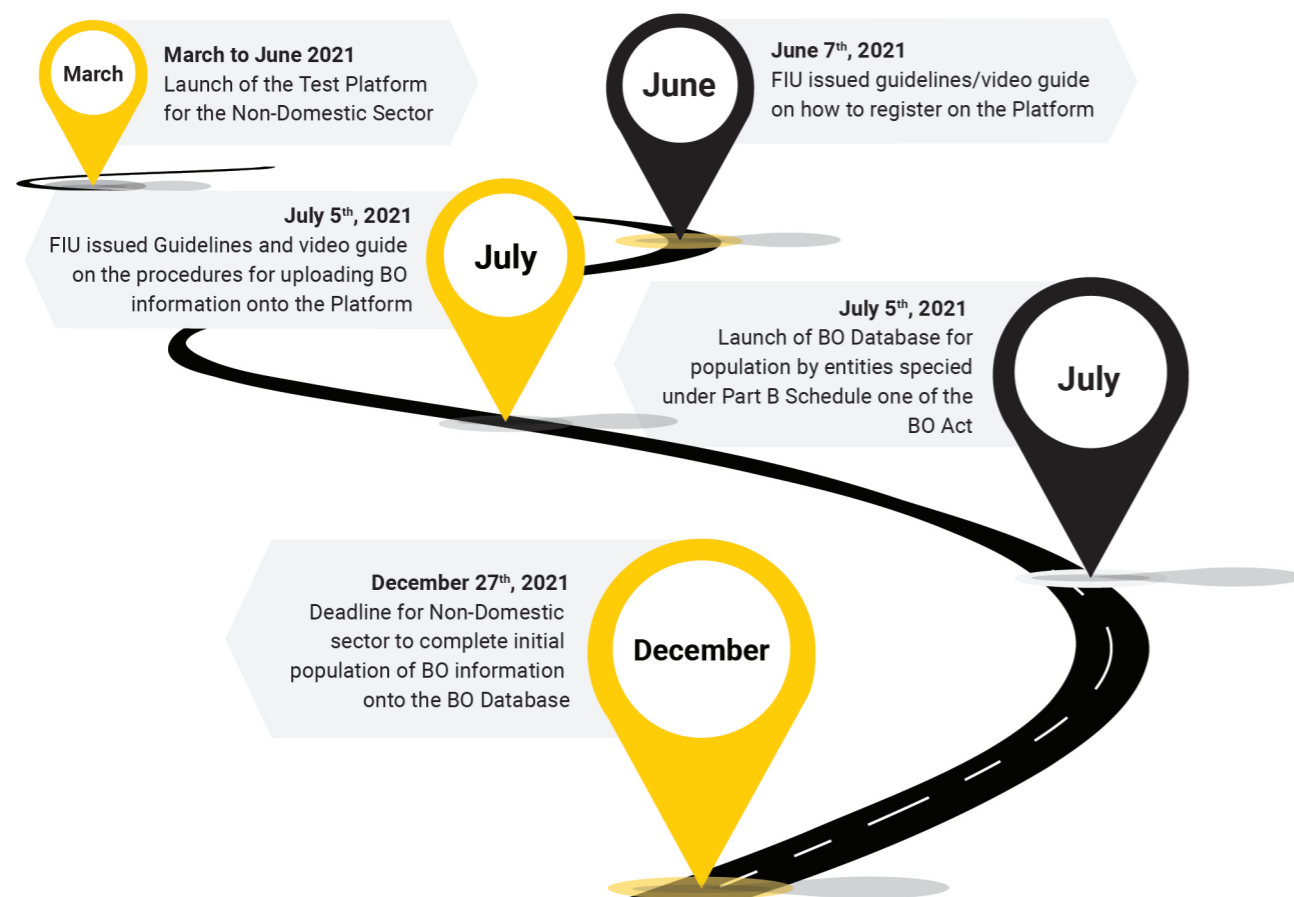 March
March to June 2021
Launch of the Test Platform
for the Non-Domestic Sector
June
June 7th, 2021
FIU issued guidelines/video guide
on how to register on the Platform
July 5th, 2021
FIU issued Guidelines and video guide
on the procedures for uploading BO
information onto the Platform
July
July 5th, 2021
Launch of BO Database for
population by entities specied
under Part B Schedule one of the
BO Act
July
December 27th, 2021
Deadline for Non-Domestic
sector to complete initial
population of BO information
onto the BO Database
December